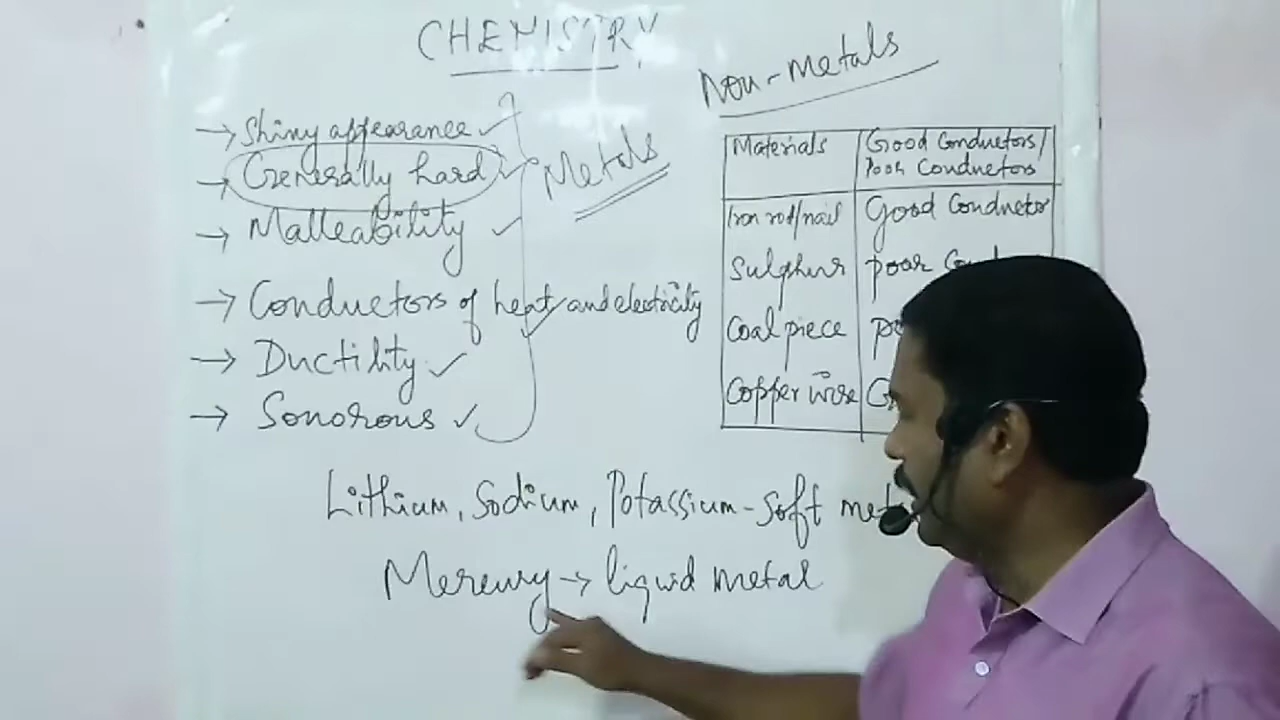 CHEMISTRY
→ Shiny appearance ✓
→ Generally hard ✓
→ Malleability ✓
→ Conductors of heat and electricity
→ Ductility ✓
→ Sonorous ✓
Metals
Non-Metals
Materials Good Conductors/
Poor Conductors
Iron rod/nail Good Conductor
Sulphur poor
Coal piece
Copper wire
Lithium, Sodium, Potassium - Soft
Mercury → liquid metal